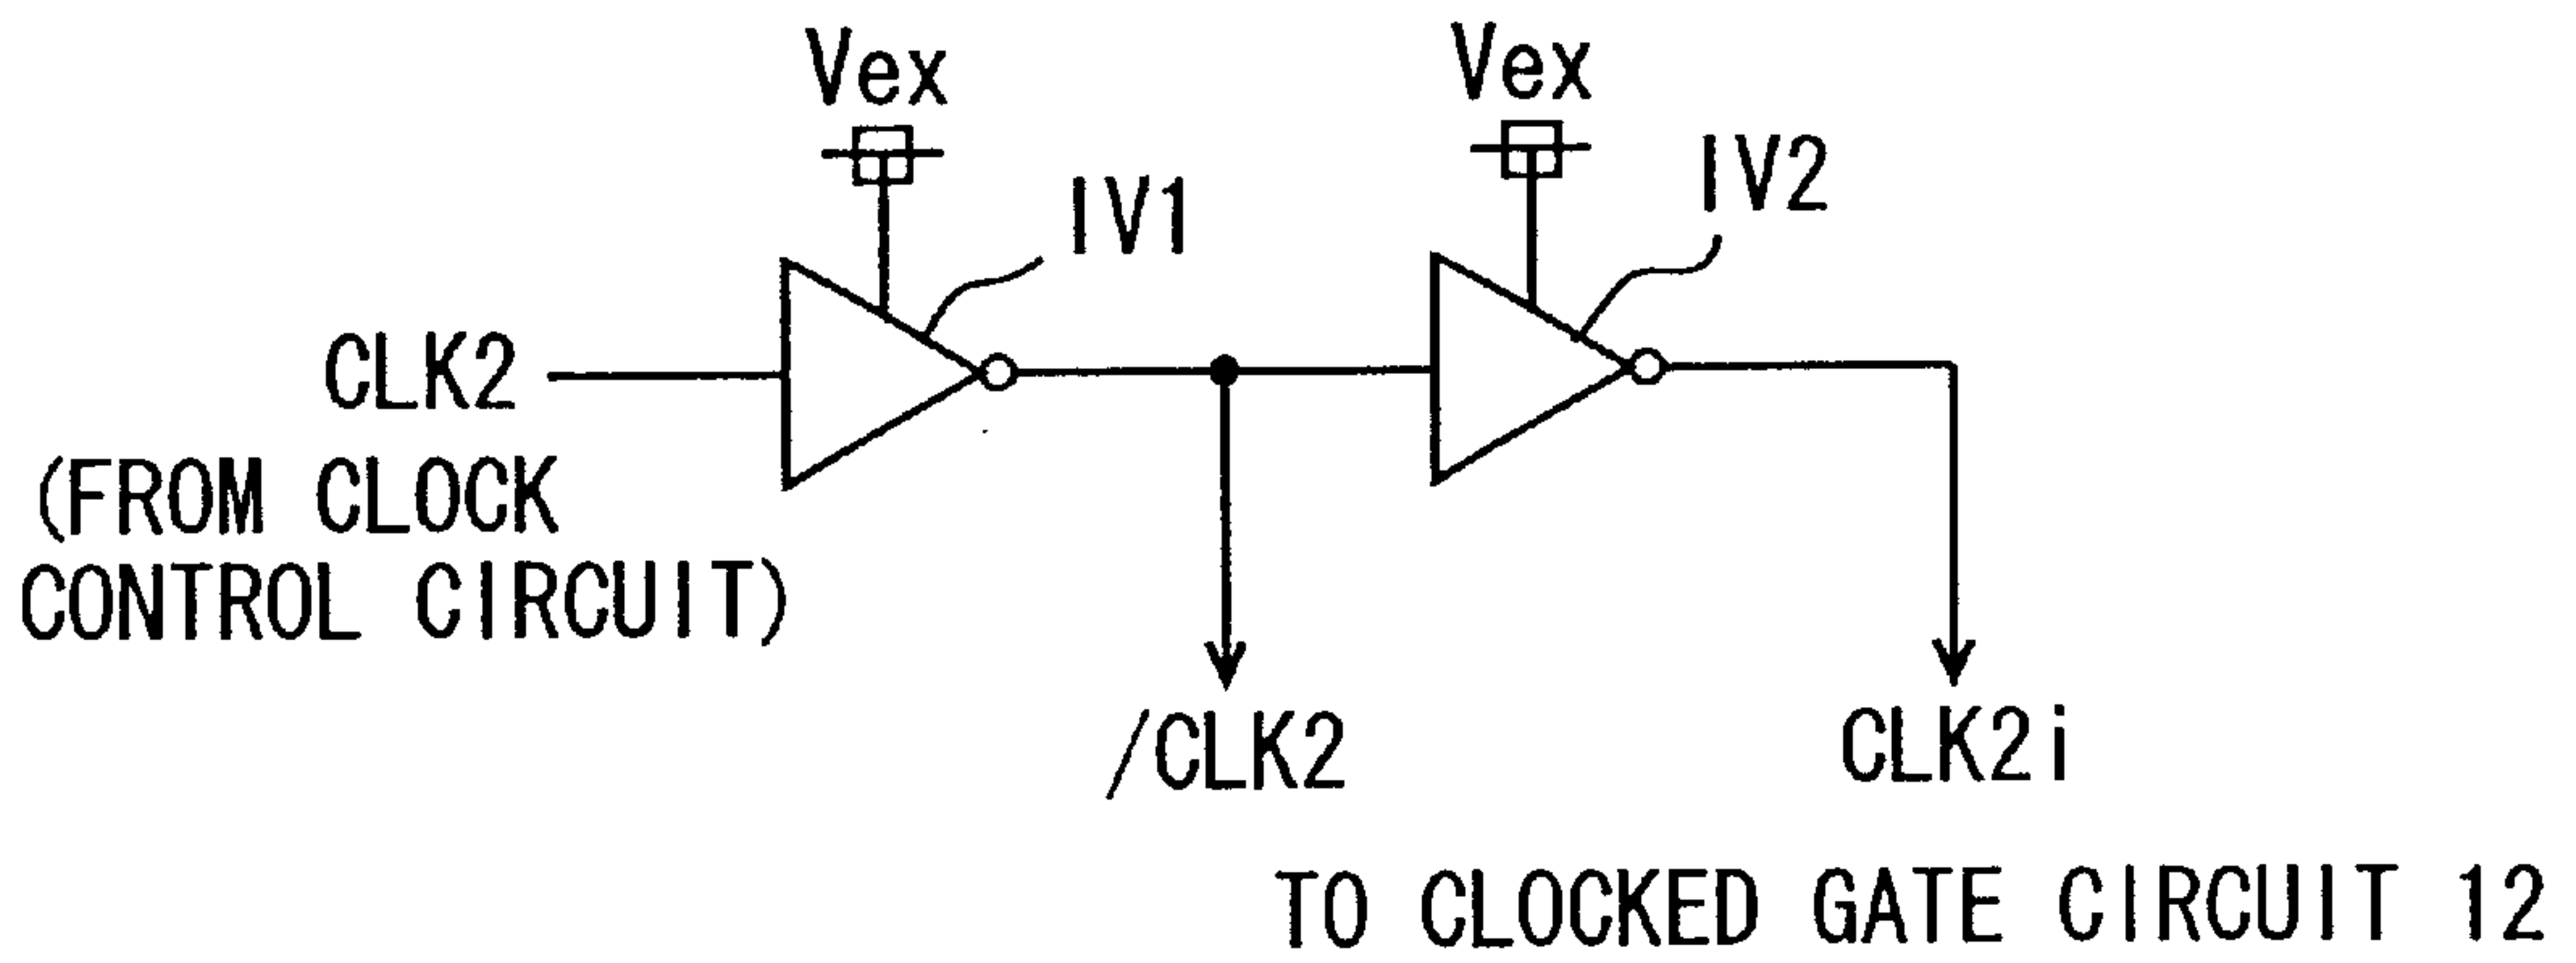 Vex
Vex
IV1
IV2
CLK2
(FROM CLOCK
CONTROL CIRCUIT)
/CLK2
CLK2i
TO CLOCKED GATE CIRCUIT 12